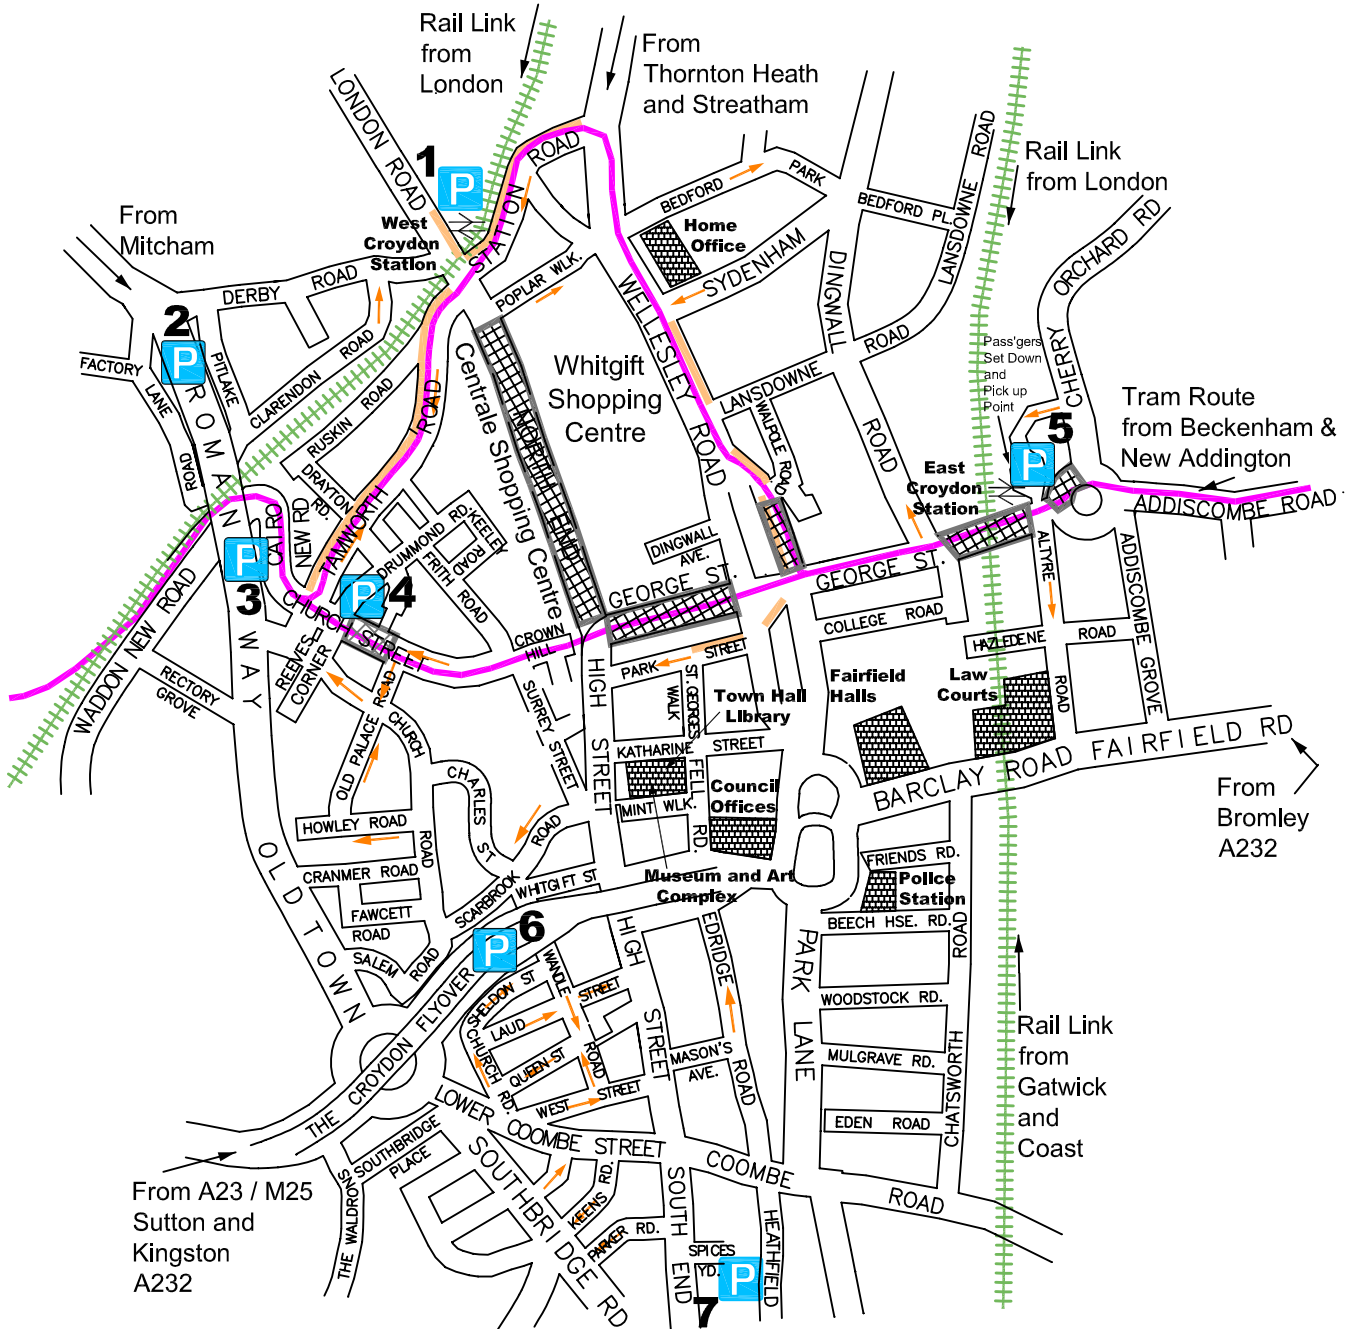 Rail Link
from
London
From
Thornton Heath
and Streatham
Rail Link
from London
From
Mitcham
Tram Route
from Beckenham &
New Addington
From
Bromley
A232
Rail Link
from
Gatwick
and
Coast
From A23 / M25
Sutton and
Kingston
A232
LONDON ROAD
1
P
West
Croydon
Station
STATION
ROAD
BEDFORD
PARK
BEDFORD PL.
LANSDOWNE ROAD
Home
Office
SYDENHAM
DINGWALL
ROAD
ORCHARD RD
CHERRY
Pass'gers
Set Down
and
Pick up
Point
5
P
East
Croydon
Station
ADDISCOMBE ROAD
DERBY ROAD
2
P
PITLAKE
FACTORY
LANE
ROAD
ROMAN
WAY
CLARENDON ROAD
RUSKIN ROAD
DRAYTON
RD.
TAMWORTH
ROAD
POPLAR WLK.
Centrale Shopping Centre
NORTH
END
Whitgift
Shopping
Centre
WELLESLEY
ROAD
LANSDOWNE
ROAD
WALPOLE ROAD
DINGWALL
AVE.
GEORGE ST.
GEORGE ST.
COLLEGE ROAD
ALTYRE
ROAD
HAZLEDENE ROAD
ADDISCOMBE GROVE
CAIRO
NEW RD
3
P
4
P
DRUMMOND RD.
KEELEY
ROAD
FRITH ROAD
CHURCH STREET
CROWN
HILL
REEVES
CORNER
WADDON NEW ROAD
RECTORY
GROVE
OLD PALACE ROAD
CHURCH
ROAD
SURREY STREET
HIGH
STREET
PARK STREET
ST. GEORGES
WALK
Town Hall
Library
KATHARINE STREET
FELL
RD.
MINT WLK.
Council
Offices
Museum and Art
Complex
Fairfield
Halls
Law
Courts
BARCLAY ROAD
FAIRFIELD RD
CHARLES
ST
HOWLEY ROAD
CRANMER ROAD
FAWCETT
ROAD
SALEM
ROAD
SCARBROOK
ROAD
WHITGIFT ST
OLD TOWN
6
P
THE CROYDON FLYOVER
FRIENDS RD.
Police
Station
BEECH HSE. RD.
WOODSTOCK RD.
MULGRAVE RD.
EDEN ROAD
CHATSWORTH
ROAD
PARK
LANE
HIGH
STREET
EDRIDGE
ROAD
MASON'S
AVE.
SHELDON ST
WANDLE
ROAD
LAUD STREET
QUEEN ST
CHURCH RD.
WEST STREET
LOWER
COOMBE STREET
COOMBE
ROAD
SOUTHBRIDGE
PLACE
THE WALDRONS
SOUTHBRIDGE RD
KEENS RD.
PARKER RD.
SOUTH
END
SPICES
YD.
7
P
HEATHFIELD